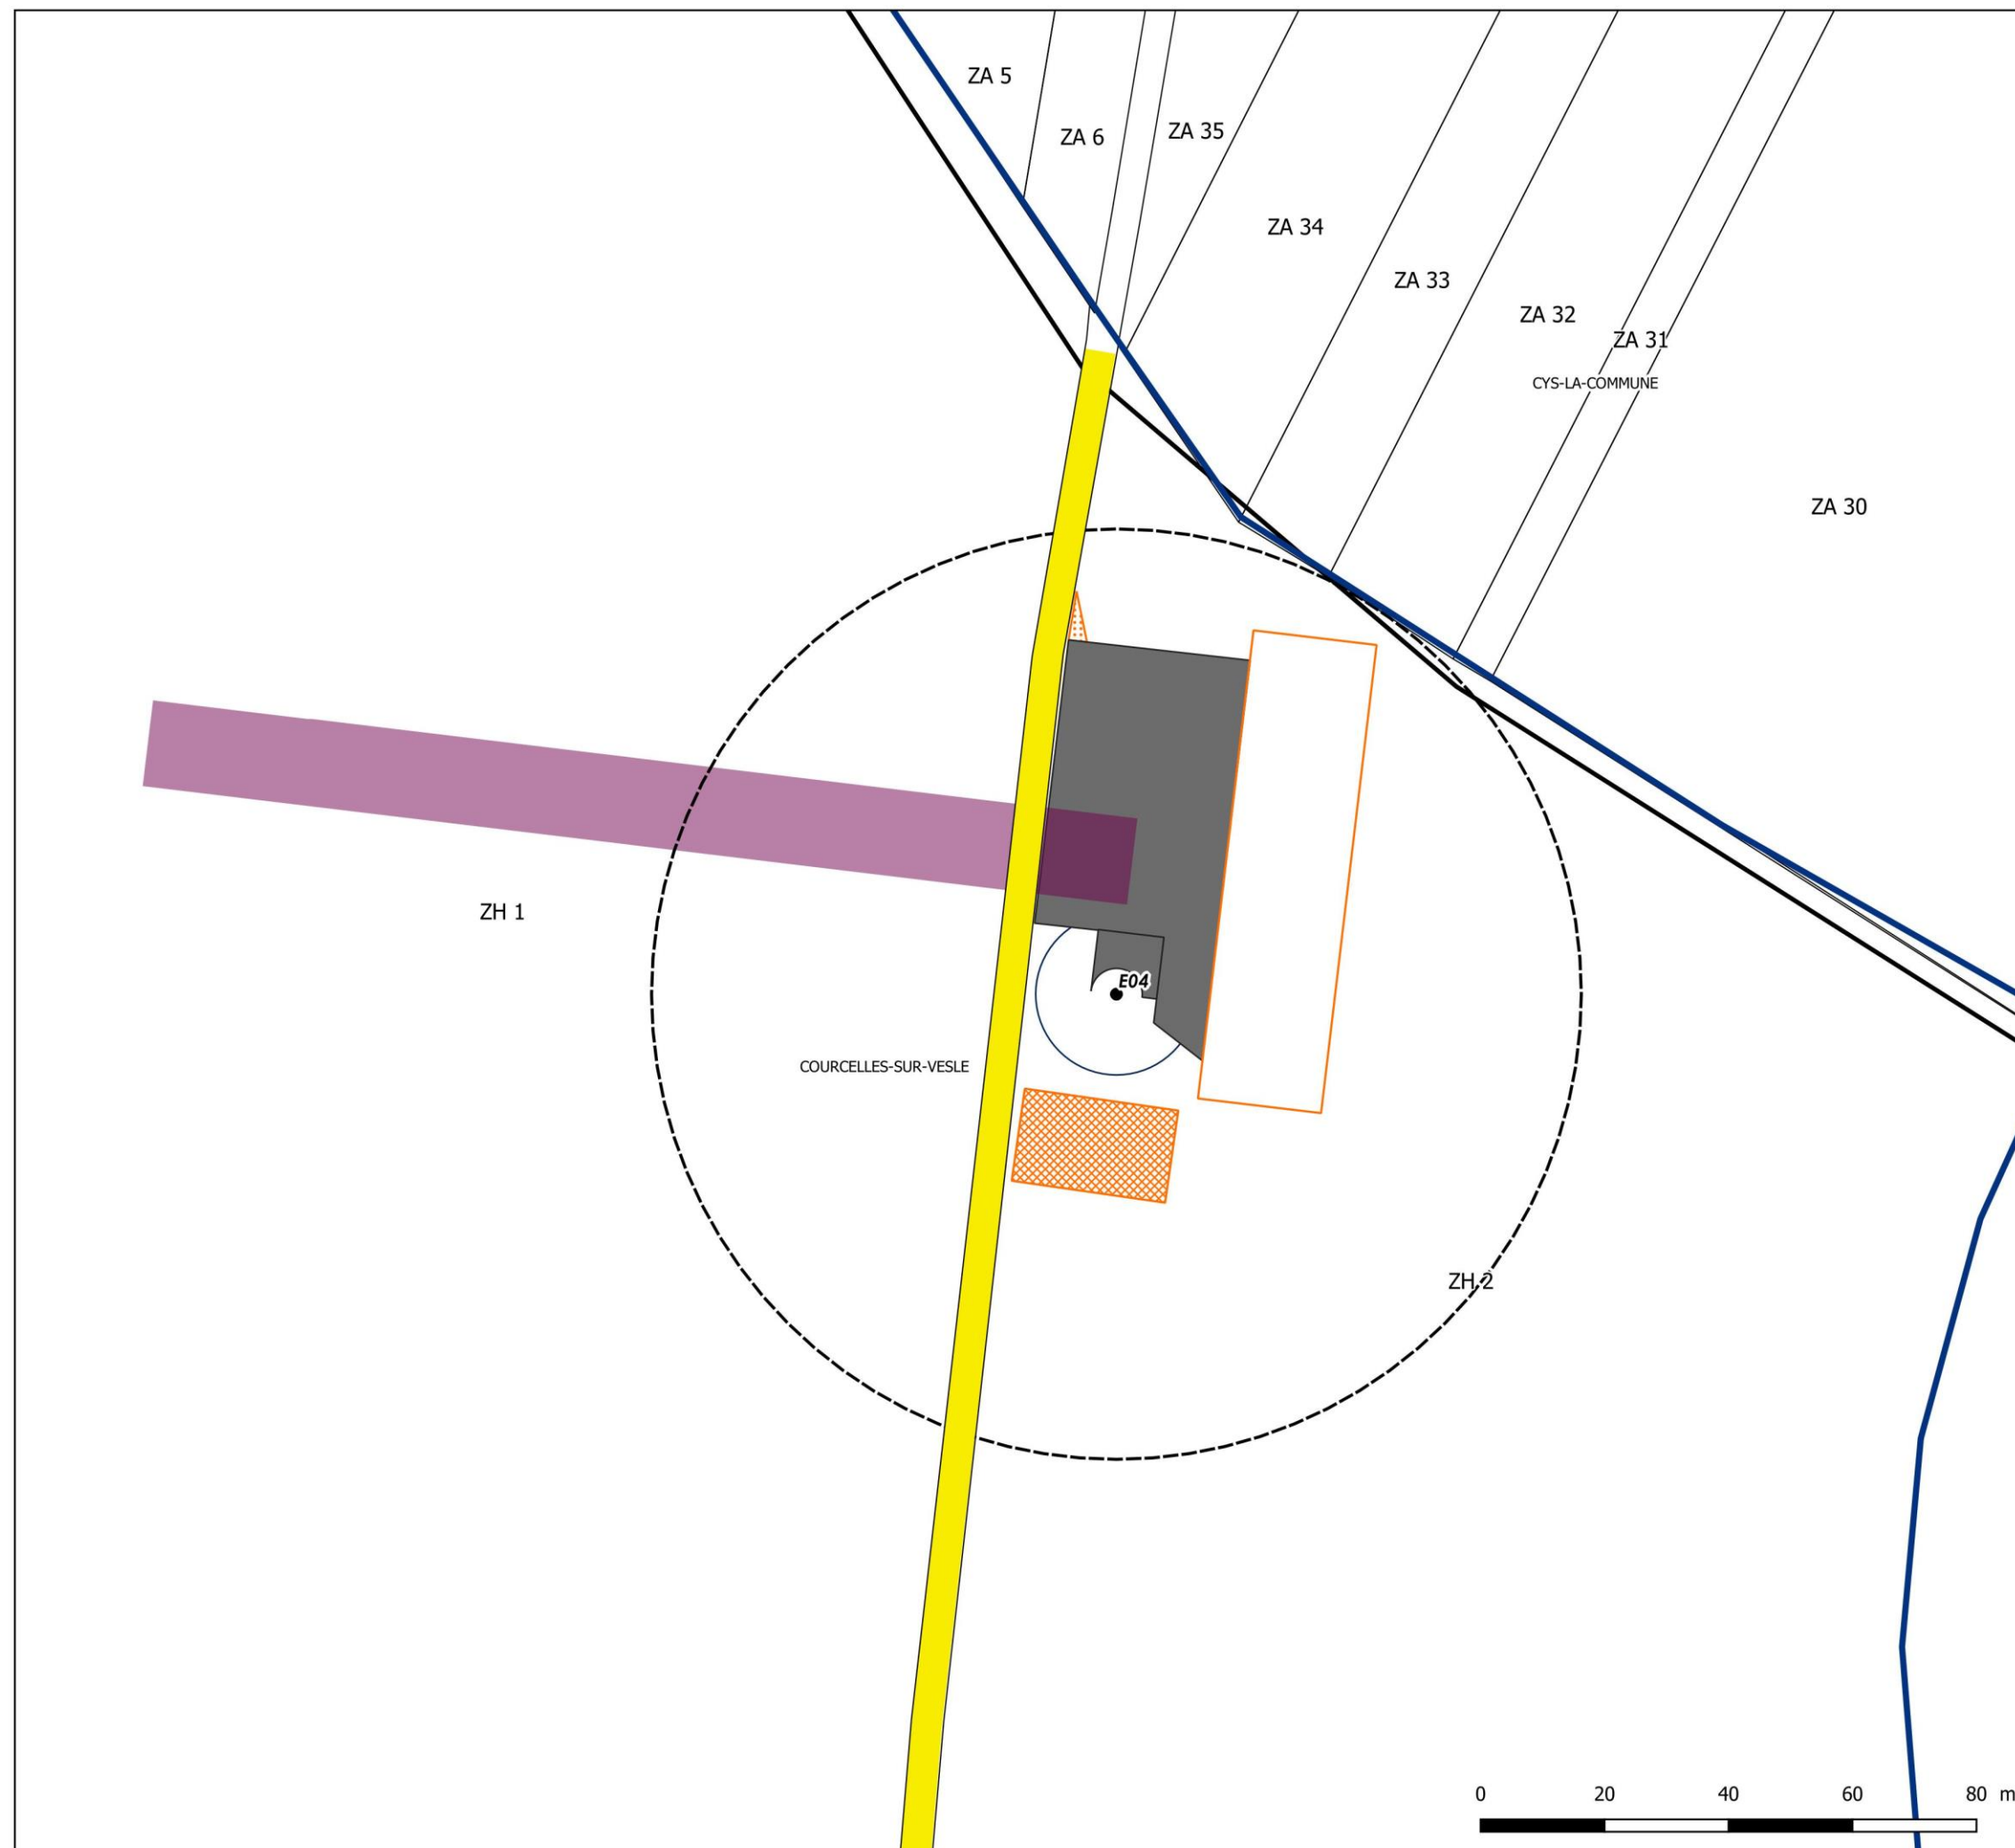 ZA 5
ZA 6
ZA 35
ZA 34
ZA 33
ZA 32
ZA 31
CYS-LA-COMMUNE
ZA 30
ZH 1
E04
COURCELLES-SUR-VESLE
ZH 2
0 20 40 60 80 m